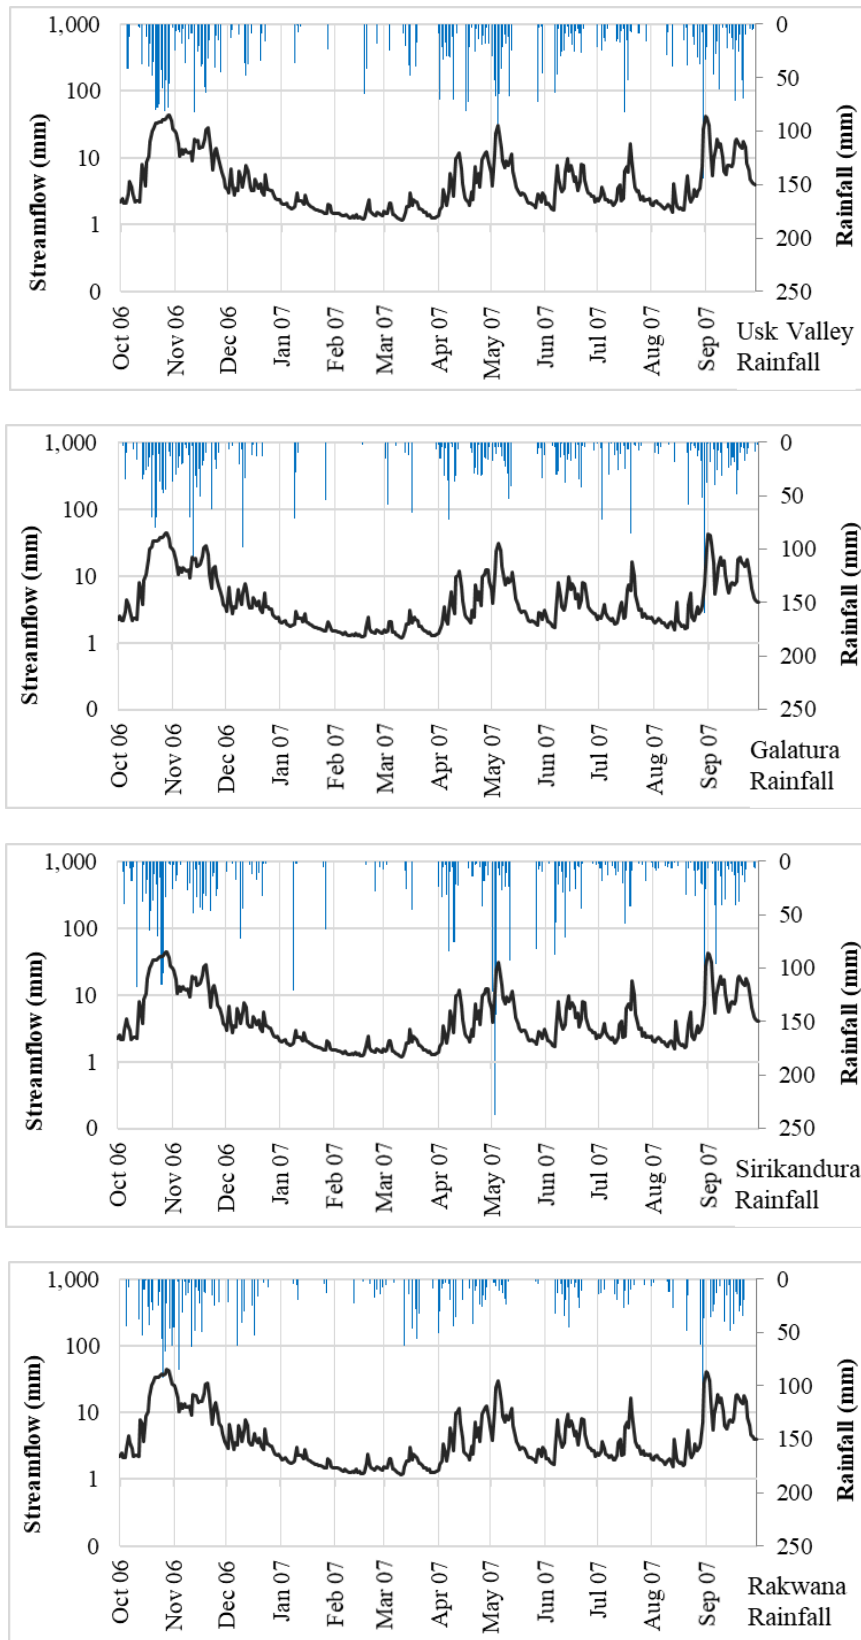 1,000
100
10
1
0
Streamflow (mm)
0
50
100
150
200
250
Rainfall (mm)
Oct 06
Nov 06
Dec 06
Jan 07
Feb 07
Mar 07
Apr 07
May 07
Jun 07
Jul 07
Aug 07
Sep 07
Usk Valley
Rainfall
1,000
100
10
1
0
Streamflow (mm)
0
50
100
150
200
250
Rainfall (mm)
Oct 06
Nov 06
Dec 06
Jan 07
Feb 07
Mar 07
Apr 07
May 07
Jun 07
Jul 07
Aug 07
Sep 07
Galatura
Rainfall
1,000
100
10
1
0
Streamflow (mm)
0
50
100
150
200
250
Rainfall (mm)
Oct 06
Nov 06
Dec 06
Jan 07
Feb 07
Mar 07
Apr 07
May 07
Jun 07
Jul 07
Aug 07
Sep 07
Sirikandura
Rainfall
1,000
100
10
1
0
Streamflow (mm)
0
50
100
150
200
250
Rainfall (mm)
Oct 06
Nov 06
Dec 06
Jan 07
Feb 07
Mar 07
Apr 07
May 07
Jun 07
Jul 07
Aug 07
Sep 07
Rakwana
Rainfall